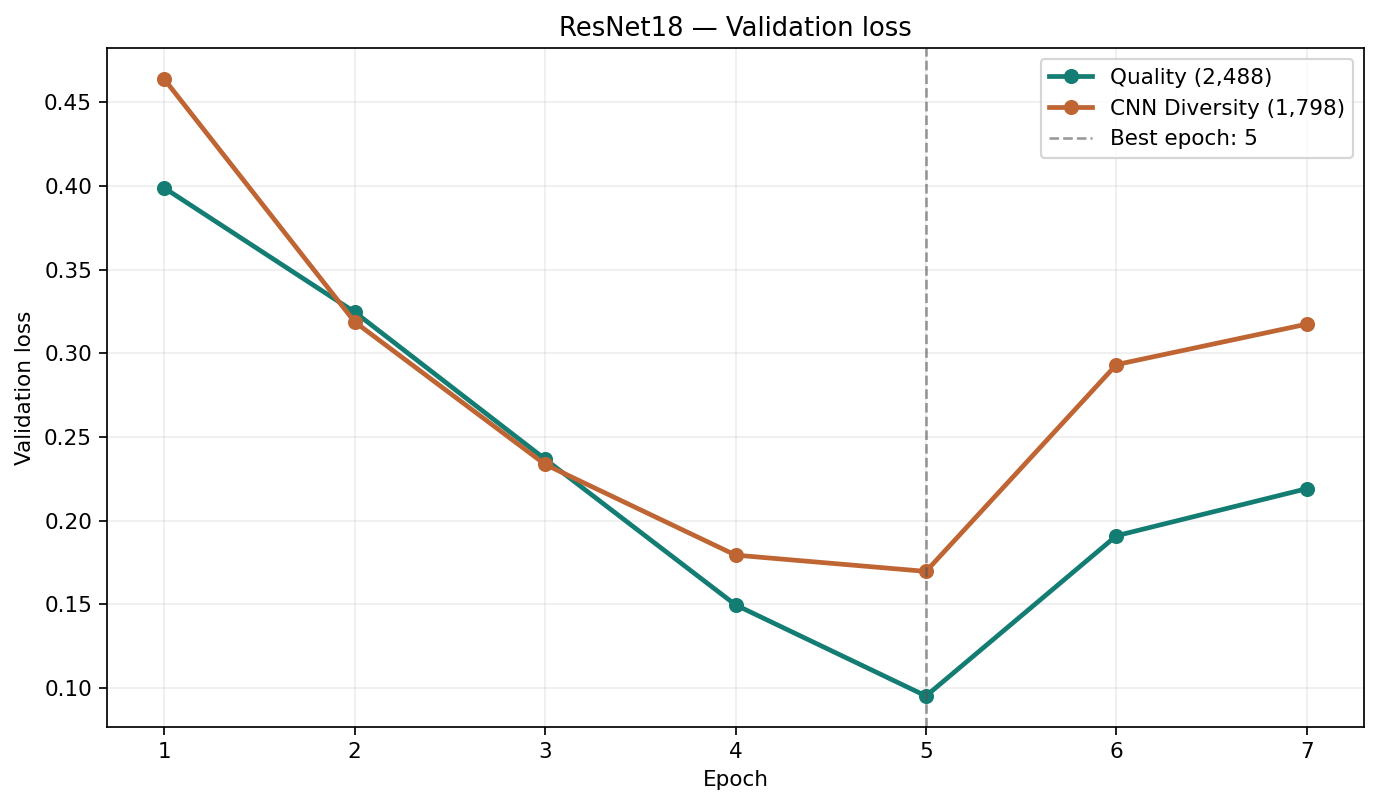 ResNet18 — Validation loss
Quality (2,488)
CNN Diversity (1,798)
Best epoch: 5
Validation loss
0.45
0.40
0.35
0.30
0.25
0.20
0.15
0.10
1 2 3 4 5 6 7
Epoch